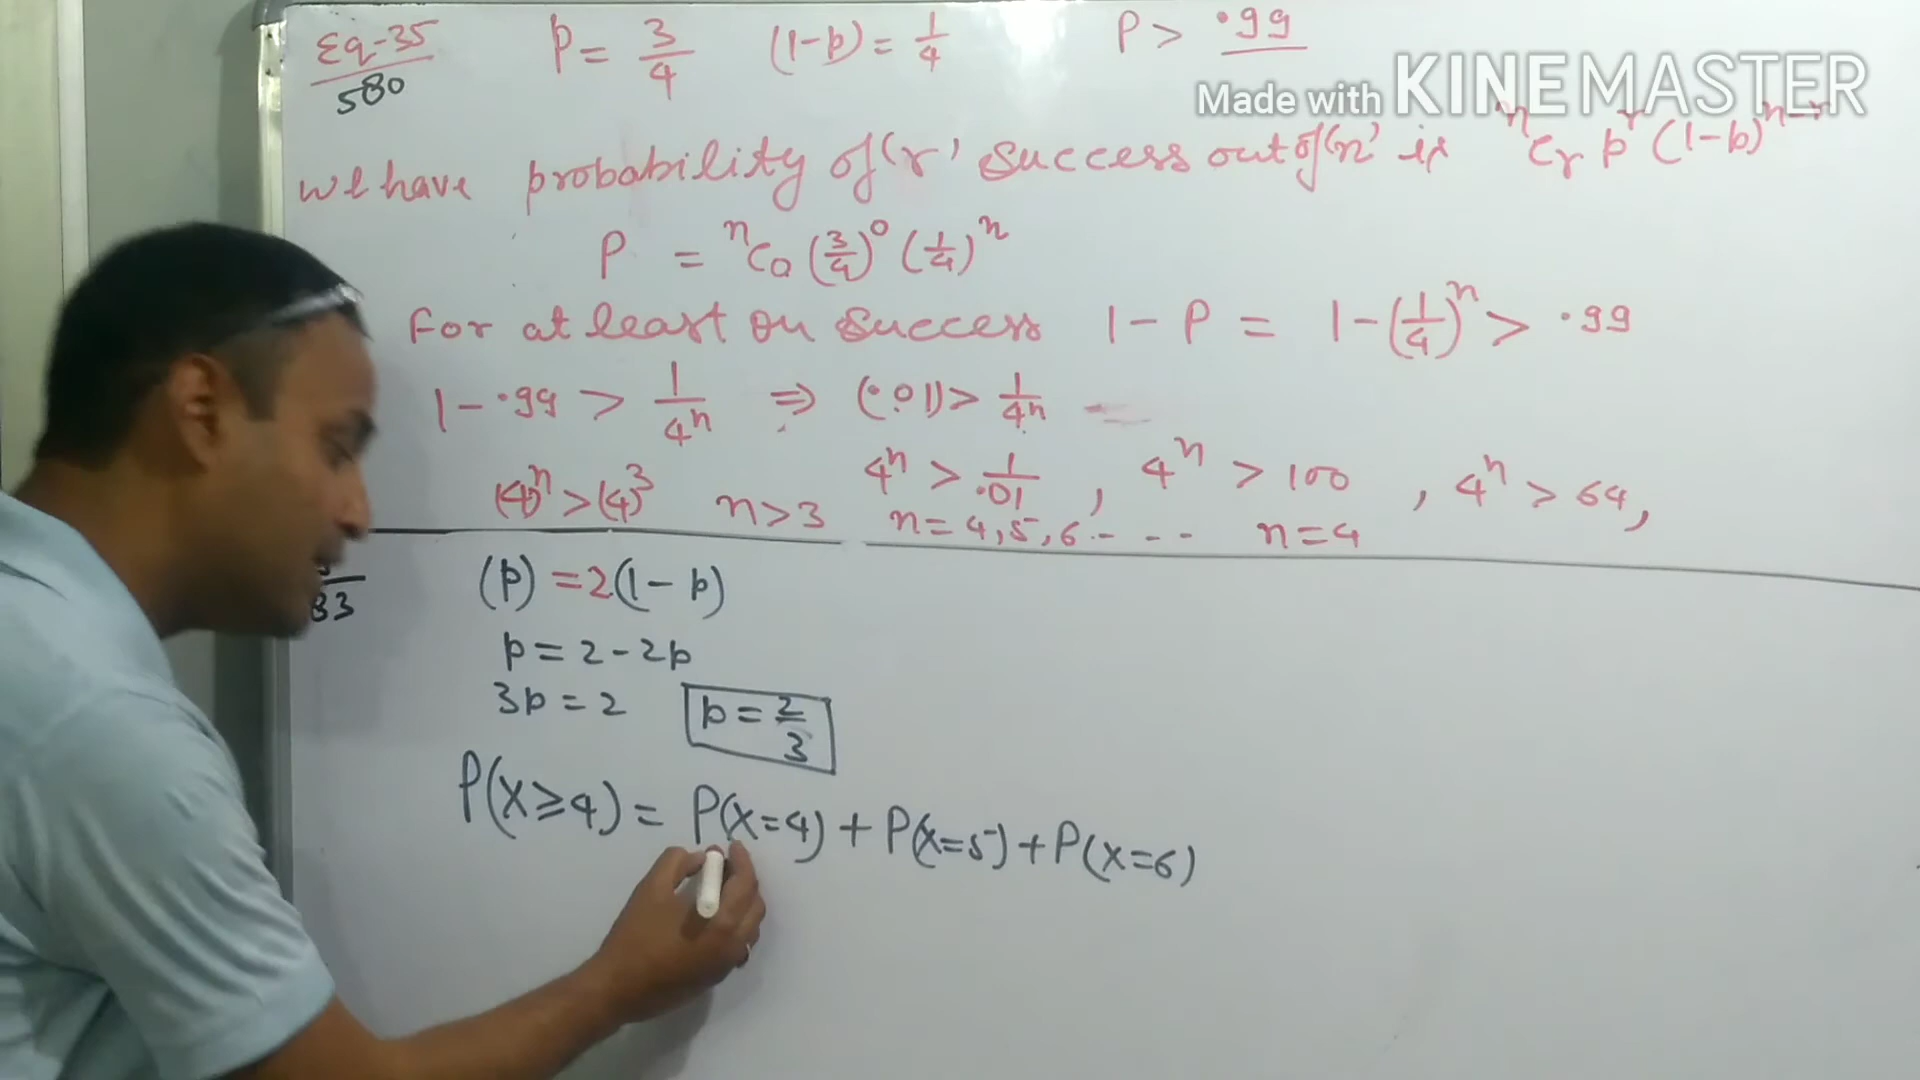 Eg-35 p = 3/4 (1-p) = 1/4 P > .99
580
Made with KINEMASTER
we have probability of 'r' success out of 'n' is ⁿCᵣ pʳ (1-p)ⁿ⁻ʳ
P = ⁿC₀ (3/4)⁰ (1/4)ⁿ
For at least on success 1 - P = 1 - (1/4)ⁿ > .99
1 - .99 > 1/4ⁿ ⇒ (.01) > 1/4ⁿ
4ⁿ > 1/.01 , 4ⁿ > 100 , 4ⁿ > 64,
(4)ⁿ > (4)³ n > 3 n = 4, 5, 6 - - - n = 4
83
(p) = 2(1 - p)
p = 2 - 2p
3p = 2 p = 2/3
P(X ≥ 4) = P(X = 4) + P(X = 5) + P(X = 6)